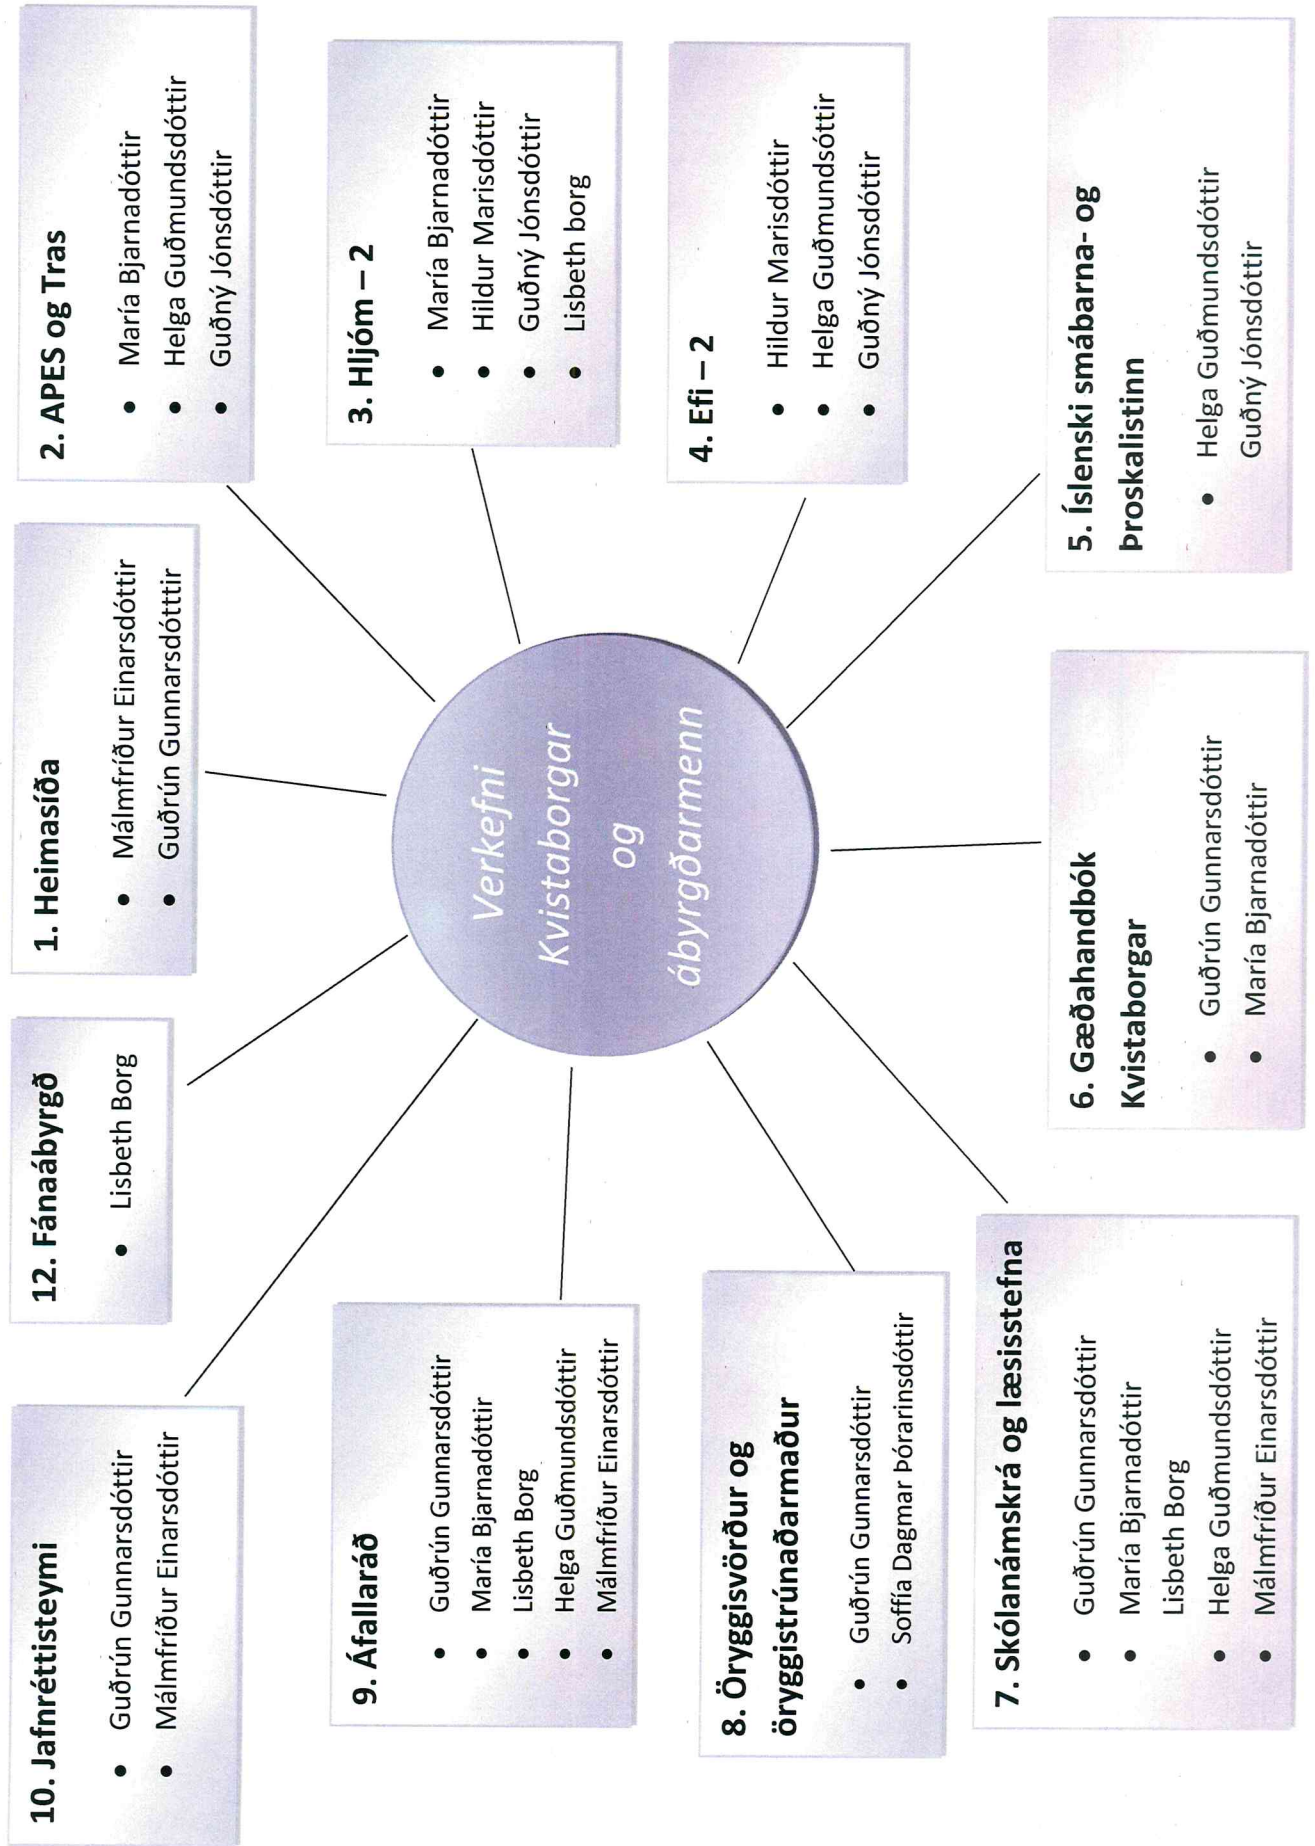 Verkefni
Kvistaborgar
og
ábyrgðarmenn
1. Heimasíða
• Málmfríður Einarsdóttir
• Guðrún Gunnarsdótttir
2. APES og Tras
• María Bjarnadóttir
• Helga Guðmundsdóttir
• Guðný Jónsdóttir
3. Hljóm – 2
• María Bjarnadóttir
• Hildur Marisdóttir
• Guðný Jónsdóttir
• Lisbeth borg
4. Efi – 2
• Hildur Marisdóttir
• Helga Guðmundsóttir
• Guðný Jónsdóttir
5. Íslenski smábarna- og
Þroskalistinn
• Helga Guðmundsdóttir
Guðný Jónsdóttir
6. Gæðahandbók
Kvistaborgar
• Guðrún Gunnarsdóttir
• María Bjarnadóttir
7. Skólanámskrá og læsisstefna
• Guðrún Gunnarsdóttir
• María Bjarnadóttir
Lisbeth Borg
• Helga Guðmundsdóttir
• Málmfríður Einarsdóttir
8. Öryggisvörður og
öryggistrúnaðarmaður
• Guðrún Gunnarsdóttir
• Soffía Dagmar Þórarinsdóttir
9. Áfallaráð
• Guðrún Gunnarsdóttir
• María Bjarnadóttir
• Lisbeth Borg
• Helga Guðmundsdóttir
• Málmfríður Einarsdóttir
10. Jafnréttisteymi
• Guðrún Gunnarsdóttir
• Málmfríður Einarsdóttir
12. Fánaábyrgð
• Lisbeth Borg